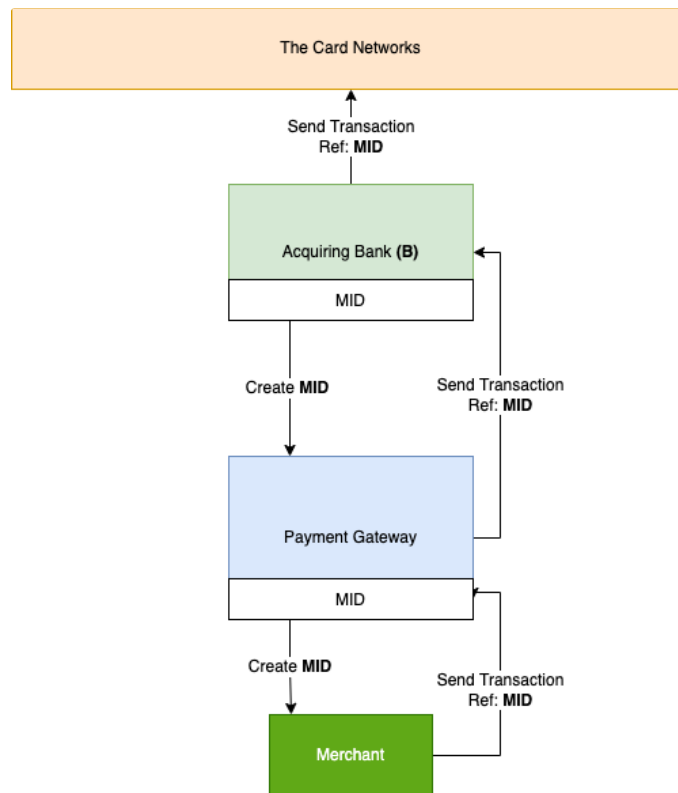 The Card Networks
Send Transaction
Ref: MID
Acquiring Bank (B)
MID
Create MID
Send Transaction
Ref: MID
Payment Gateway
MID
Create MID
Send Transaction
Ref: MID
Merchant